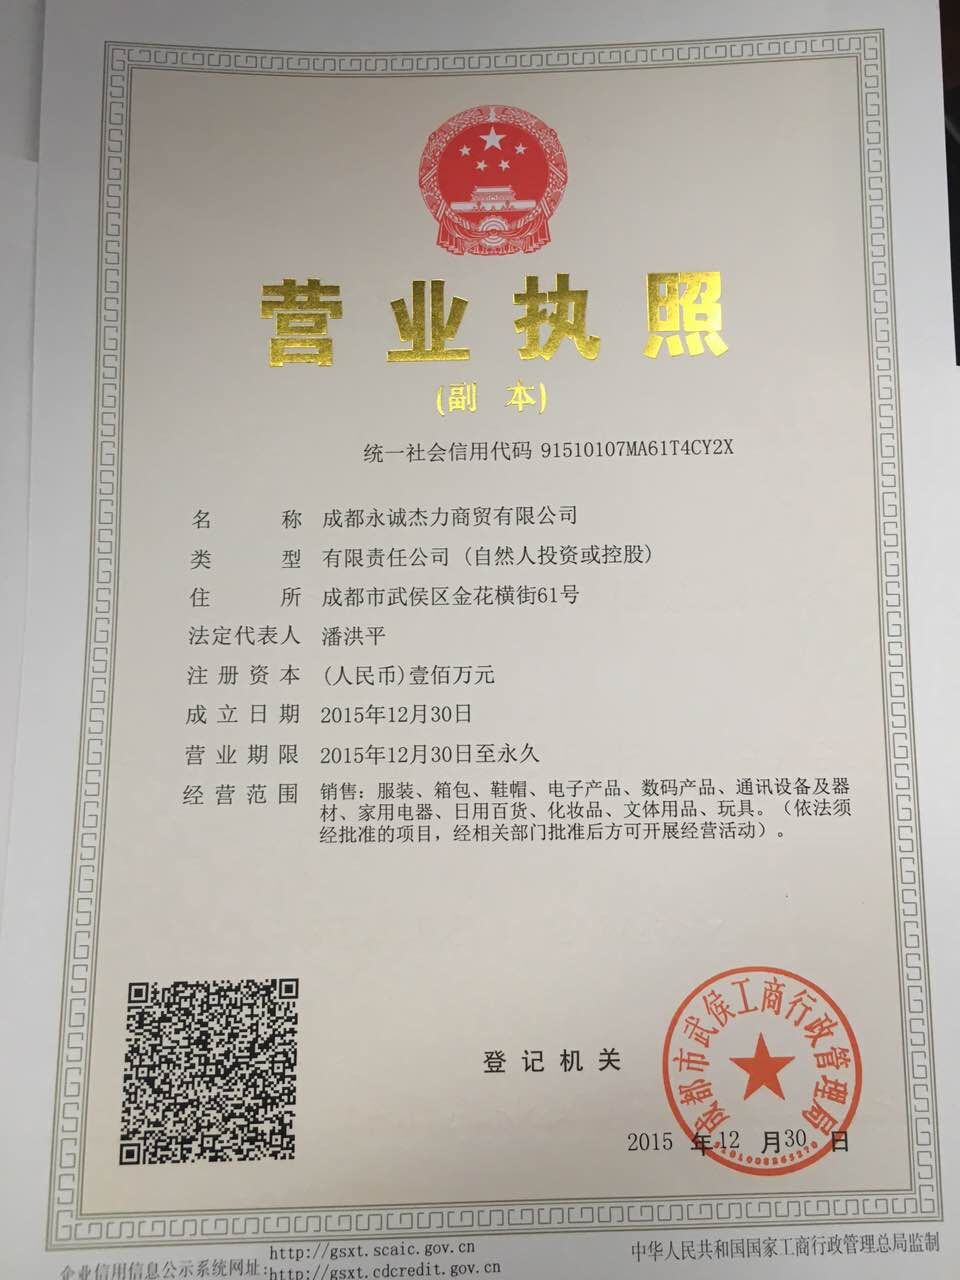 营业执照
(副 本)
统一社会信用代码 91510107MA61T4CY2X
名 称 成都永诚杰力商贸有限公司
类 型 有限责任公司 (自然人投资或控股)
住 所 成都市武侯区金花横街61号
法定代表人 潘洪平
注册资本 (人民币)壹佰万元
成立日期 2015年12月30日
营业期限 2015年12月30日至永久
经营范围 销售：服装、箱包、鞋帽、电子产品、数码产品、通讯设备及器
材、家用电器、日用百货、化妆品、文体用品、玩具。（依法须
经批准的项目，经相关部门批准后方可开展经营活动）。
登记机关
成都市武侯工商行政管理局
2015 年12 月30 日
http://gsxt.scaic.gov.cn
企业信用信息公示系统网址:http://gsxt.cdcredit.gov.cn
中华人民共和国国家工商行政管理总局监制